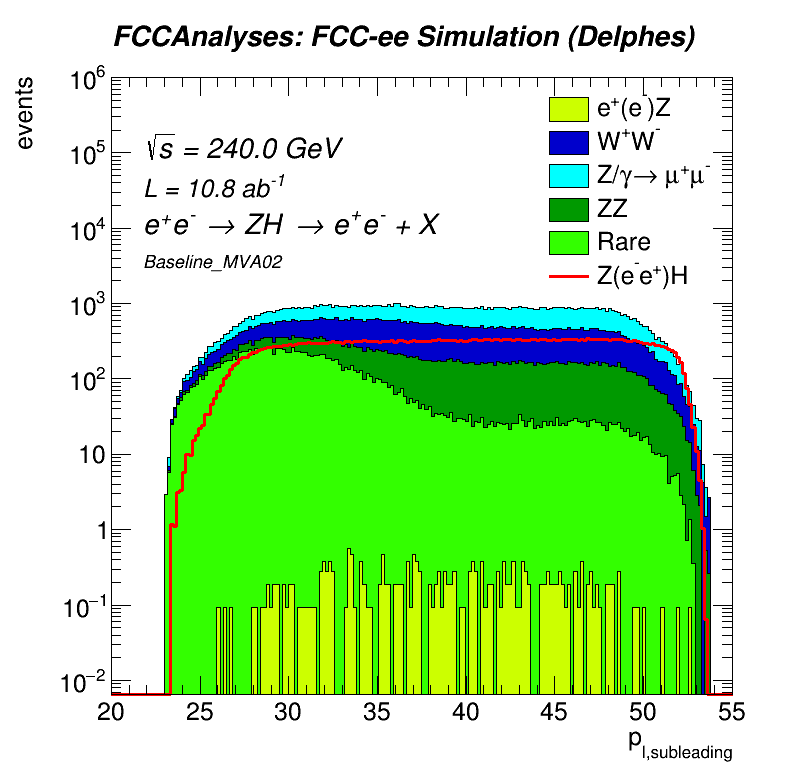 FCCAnalyses: FCC-ee Simulation (Delphes)
events
10⁶
10⁵
10⁴
10³
10²
10
1
10⁻¹
10⁻²
√s = 240.0 GeV
L = 10.8 ab⁻¹
e⁺e⁻ → ZH → e⁺e⁻ + X
Baseline_MVA02
e⁺(e⁻)Z
W⁺W⁻
Z/γ→ μ⁺μ⁻
ZZ
Rare
Z(e⁻e⁺)H
20 25 30 35 40 45 50 55
p_l,subleading